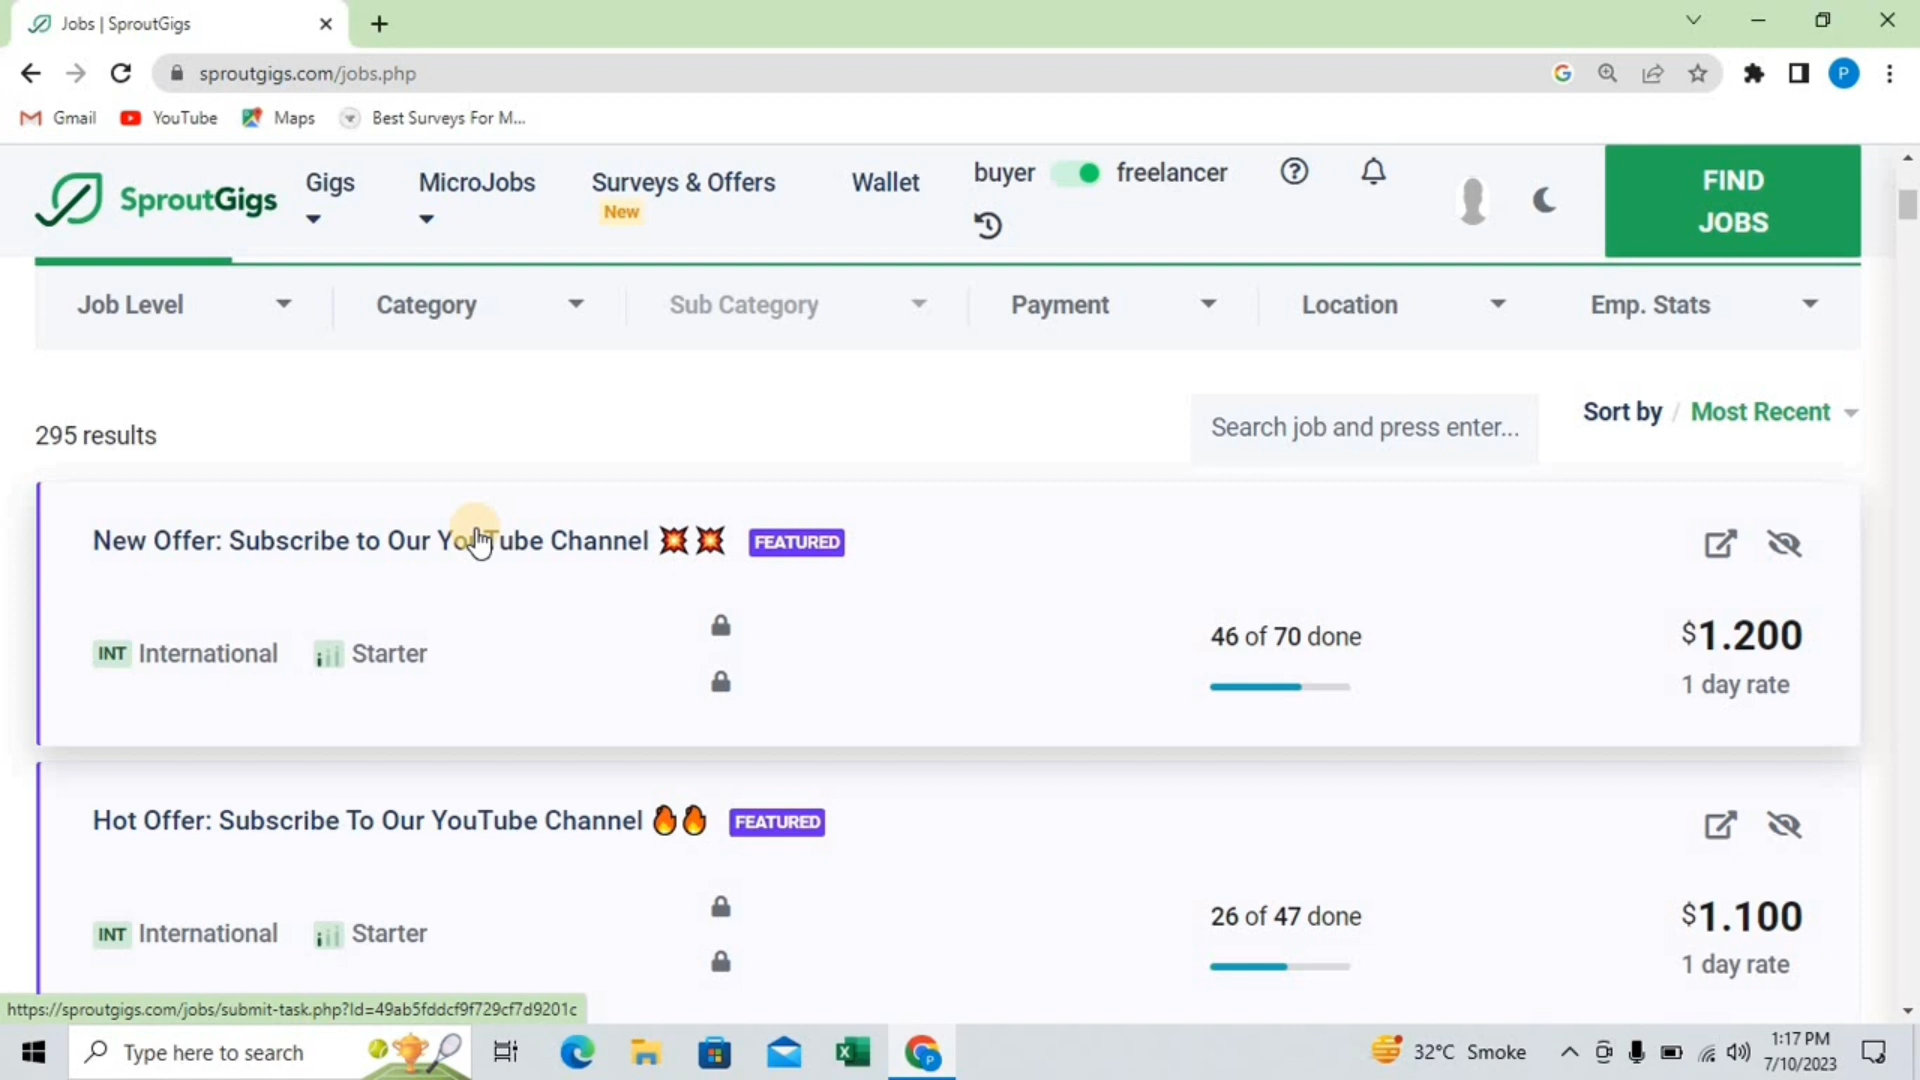 Jobs | SproutGigs
sproutgigs.com/jobs.php
P
Gmail YouTube Maps Best Surveys For M...
SproutGigs
Gigs MicroJobs Surveys & Offers Wallet buyer freelancer
New
FIND
JOBS
Job Level Category Sub Category Payment Location Emp. Stats
295 results Search job and press enter... Sort by / Most Recent
New Offer: Subscribe to Our YouTube Channel 💥 💥 FEATURED
INT International Starter 46 of 70 done $1.200
1 day rate
Hot Offer: Subscribe To Our YouTube Channel 🔥🔥 FEATURED
INT International Starter 26 of 47 done $1.100
1 day rate
https://sproutgigs.com/jobs/submit-task.php?Id=49ab5fddcf9f729cf7d9201c
Type here to search 32°C Smoke 1:17 PM
7/10/2023